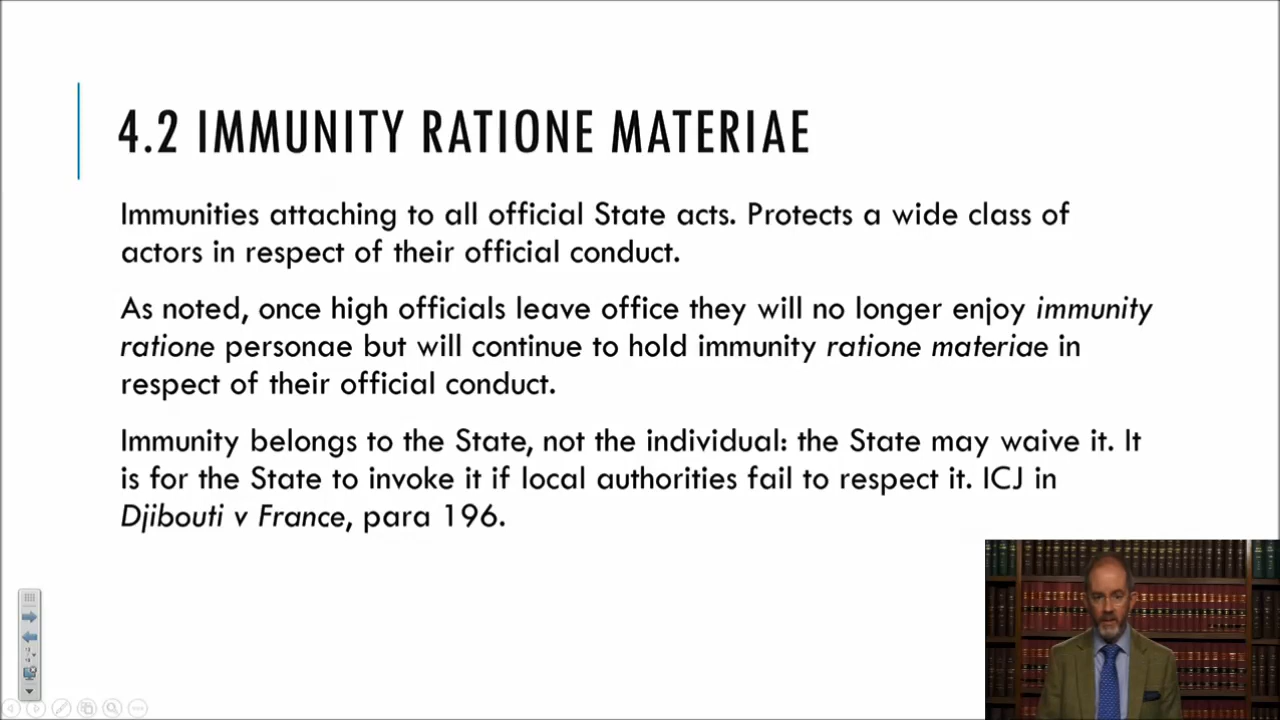 4.2 IMMUNITY RATIONE MATERIAE
Immunities attaching to all official State acts. Protects a wide class of
actors in respect of their official conduct.
As noted, once high officials leave office they will no longer enjoy immunity
ratione personae but will continue to hold immunity ratione materiae in
respect of their official conduct.
Immunity belongs to the State, not the individual: the State may waive it. It
is for the State to invoke it if local authorities fail to respect it. ICJ in
Djibouti v France, para 196.